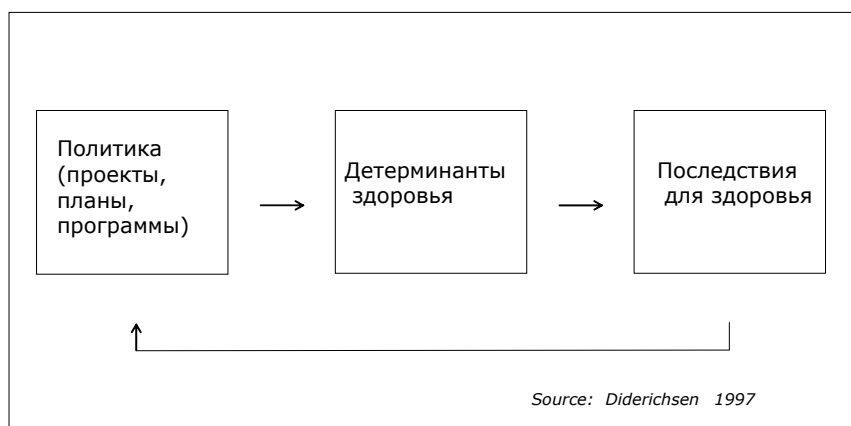 Политика
(проекты,
планы,
программы)
Детерминанты
здоровья
Последствия
для здоровья
Source: Diderichsen 1997